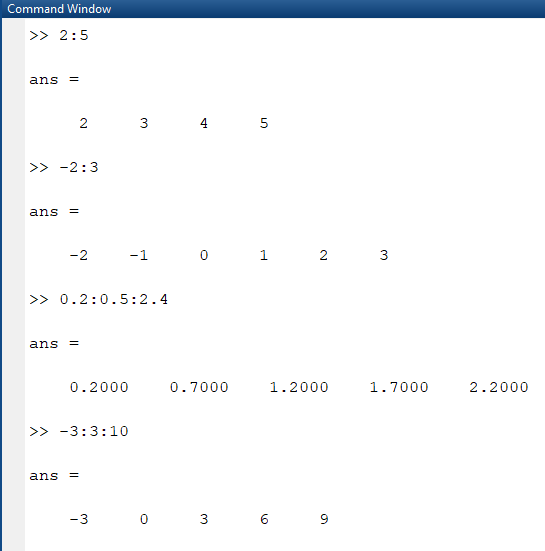 Command Window
>> 2:5
ans =
2 3 4 5
>> -2:3
ans =
-2 -1 0 1 2 3
>> 0.2:0.5:2.4
ans =
0.2000 0.7000 1.2000 1.7000 2.2000
>> -3:3:10
ans =
-3 0 3 6 9